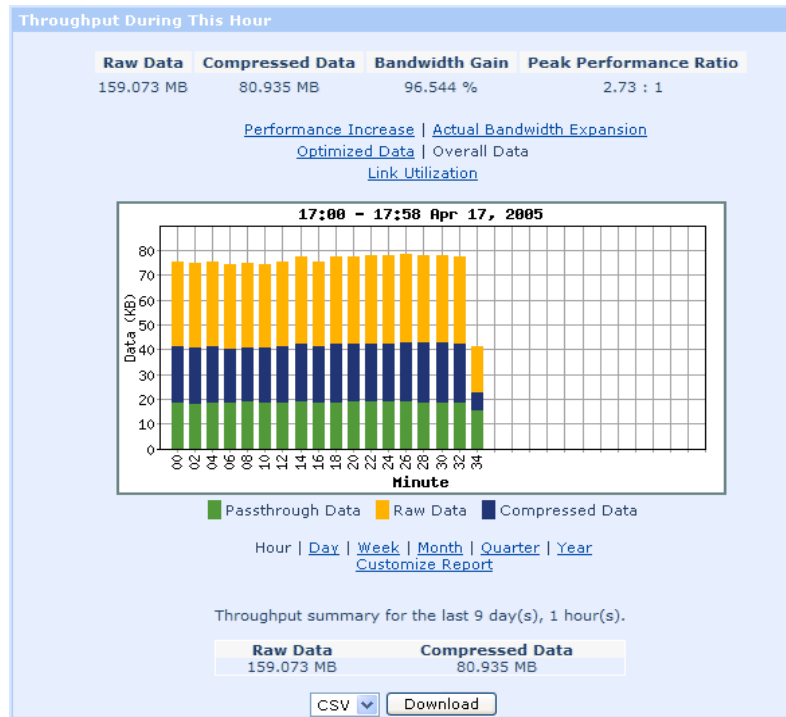 Throughput During This Hour
Raw Data Compressed Data Bandwidth Gain Peak Performance Ratio
159.073 MB 80.935 MB 96.544 % 2.73 : 1
Performance Increase | Actual Bandwidth Expansion
Optimized Data | Overall Data
Link Utilization
17:00 - 17:58 Apr 17, 2005
Data (KB)
80
70
60
50
40
30
20
10
0
00 02 04 06 08 10 12 14 16 18 20 22 24 26 28 30 32 34
Minute
Passthrough Data Raw Data Compressed Data
Hour | Day | Week | Month | Quarter | Year
Customize Report
Throughput summary for the last 9 day(s), 1 hour(s).
Raw Data Compressed Data
159.073 MB 80.935 MB
CSV Download